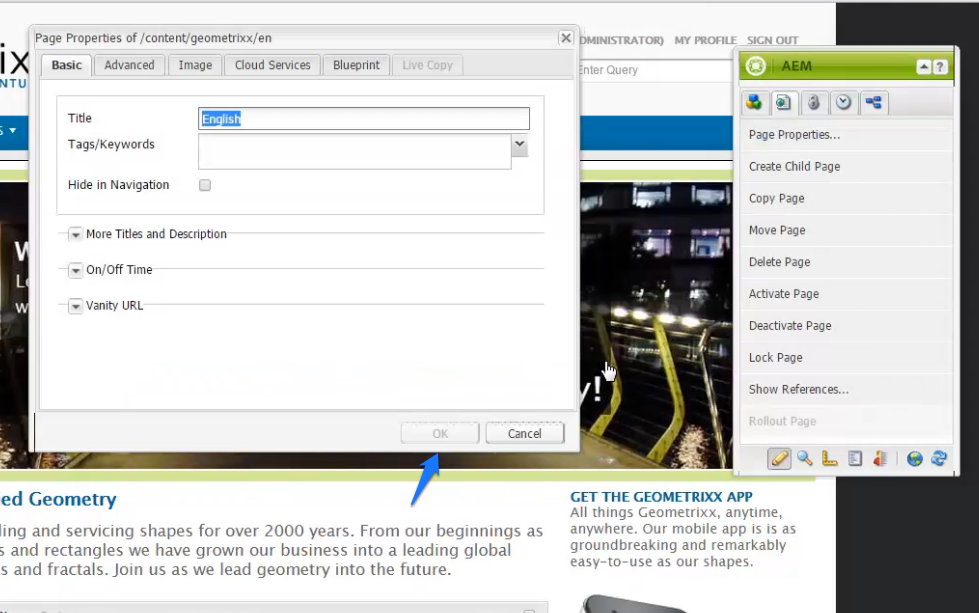 Page Properties of /content/geometrixx/en
Basic
Advanced
Image
Cloud Services
Blueprint
Live Copy
Title
English
Tags/Keywords
Hide in Navigation
More Titles and Description
On/Off Time
Vanity URL
OK
Cancel
DMINISTRATOR) MY PROFILE SIGN OUT
Enter Query
AEM
?
Page Properties...
Create Child Page
Copy Page
Move Page
Delete Page
Activate Page
Deactivate Page
Lock Page
Show References...
Rollout Page
ix
NTU
S
W
Le
w
y!
ed Geometry
ling and servicing shapes for over 2000 years. From our beginnings as
s and rectangles we have grown our business into a leading global
s and fractals. Join us as we lead geometry into the future.
GET THE GEOMETRIXX APP
All things Geometrixx, anytime,
anywhere. Our mobile app is is as
groundbreaking and remarkably
easy-to-use as our shapes.